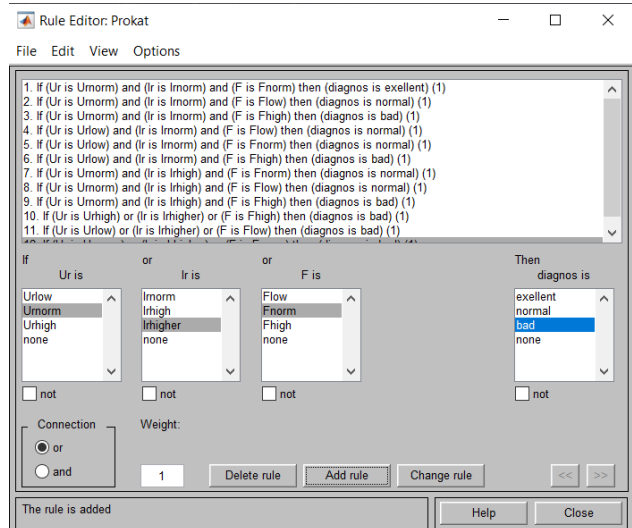 Rule Editor: Prokat
File Edit View Options
1. If (Ur is Urnorm) and (Ir is Irnorm) and (F is Fnorm) then (diagnos is exellent) (1)
2. If (Ur is Urnorm) and (Ir is Irnorm) and (F is Flow) then (diagnos is normal) (1)
3. If (Ur is Urnorm) and (Ir is Irnorm) and (F is Fhigh) then (diagnos is bad) (1)
4. If (Ur is Urlow) and (Ir is Irnorm) and (F is Flow) then (diagnos is normal) (1)
5. If (Ur is Urlow) and (Ir is Irnorm) and (F is Fnorm) then (diagnos is normal) (1)
6. If (Ur is Urlow) and (Ir is Irnorm) and (F is Fhigh) then (diagnos is bad) (1)
7. If (Ur is Urnorm) and (Ir is Irhigh) and (F is Fnorm) then (diagnos is normal) (1)
8. If (Ur is Urnorm) and (Ir is Irhigh) and (F is Flow) then (diagnos is normal) (1)
9. If (Ur is Urnorm) and (Ir is Irhigh) and (F is Fhigh) then (diagnos is bad) (1)
10. If (Ur is Urhigh) or (Ir is Irhigher) or (F is Fhigh) then (diagnos is bad) (1)
11. If (Ur is Urlow) or (Ir is Irhigher) or (F is Flow) then (diagnos is bad) (1)
If or or Then
Ur is Ir is F is diagnos is
Urlow Irnorm Flow exellent
Urnorm Irhigh Fnorm normal
Urhigh Irhigher Fhigh bad
none none none none
not not not not
Connection Weight:
or
and 1 Delete rule Add rule Change rule << >>
The rule is added Help Close